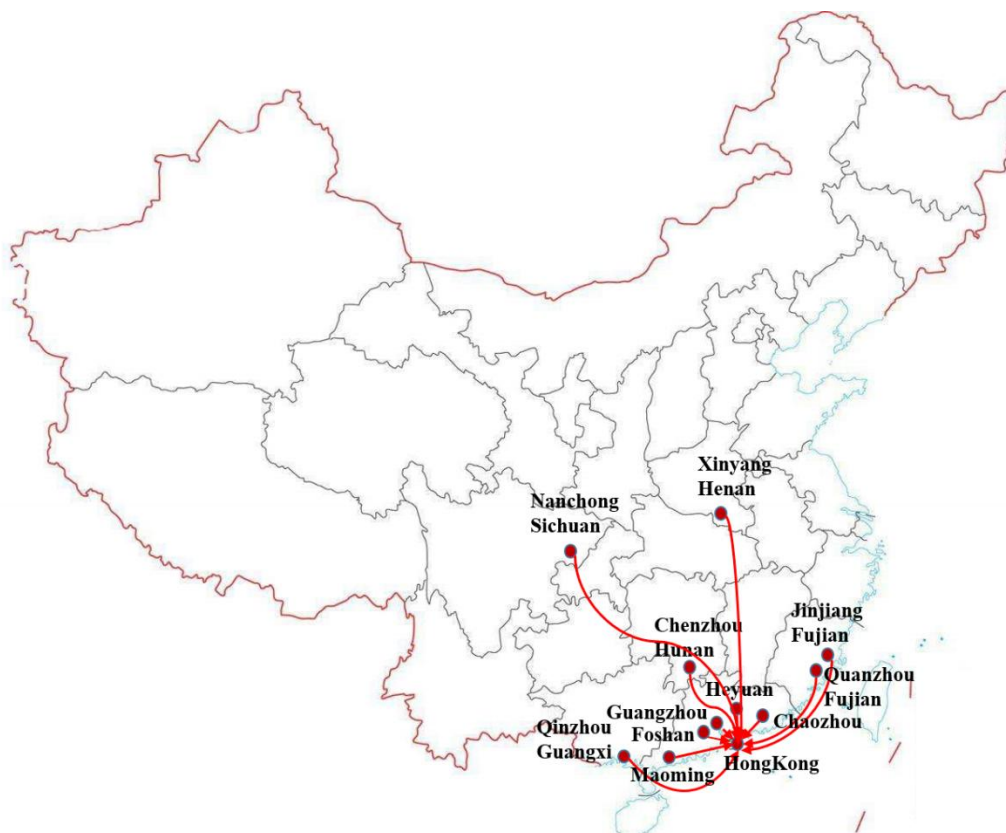 Xinyang
Henan
Nanchong
Sichuan
Jinjiang
Fujian
Chenzhou
Hunan
Quanzhou
Fujian
Heyuan
Guangzhou
Chaozhou
Foshan
Qinzhou
Guangxi
HongKong
Maoming